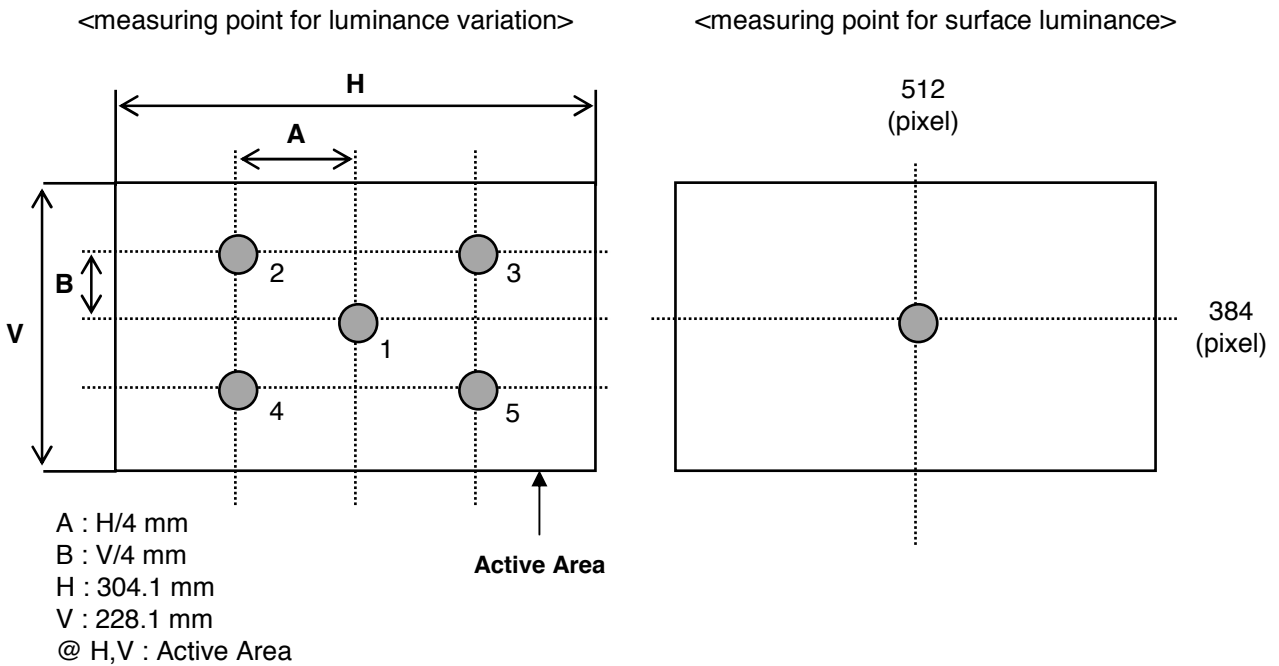 <measuring point for luminance variation>
<measuring point for surface luminance>
H
A
B
V
2
3
1
4
5
A : H/4 mm
B : V/4 mm
H : 304.1 mm
V : 228.1 mm
@ H,V : Active Area
Active Area
512
(pixel)
384
(pixel)